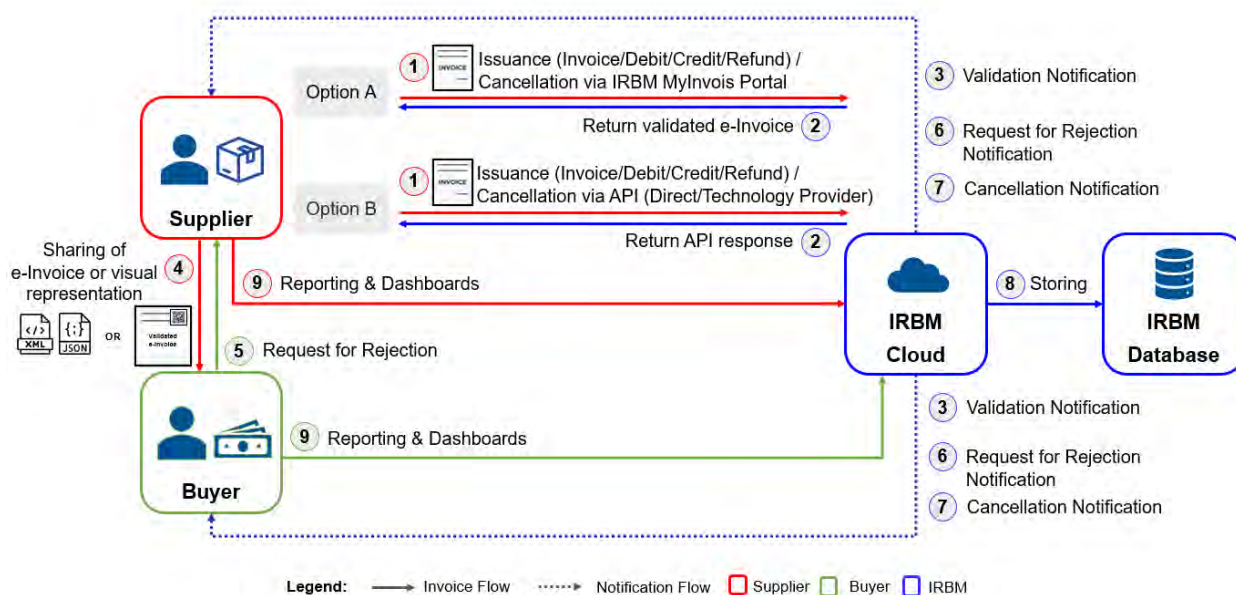 1
INVOICE
Issuance (Invoice/Debit/Credit/Refund) /
Cancellation via IRBM MyInvois Portal
Option A
Return validated e-Invoice
2
3
Validation Notification
6
Request for Rejection
Notification
7
Cancellation Notification
1
INVOICE
Issuance (Invoice/Debit/Credit/Refund) /
Cancellation via API (Direct/Technology Provider)
Option B
Return API response
2
Supplier
Sharing of
e-Invoice or visual
representation
4
</>
XML
{;}
JSON
OR
Validated
e-Invoice
9
Reporting & Dashboards
5
Request for Rejection
IRBM
Cloud
8
Storing
IRBM
Database
Buyer
9
Reporting & Dashboards
3
Validation Notification
6
Request for Rejection
Notification
7
Cancellation Notification
Legend:
Invoice Flow
Notification Flow
Supplier
Buyer
IRBM